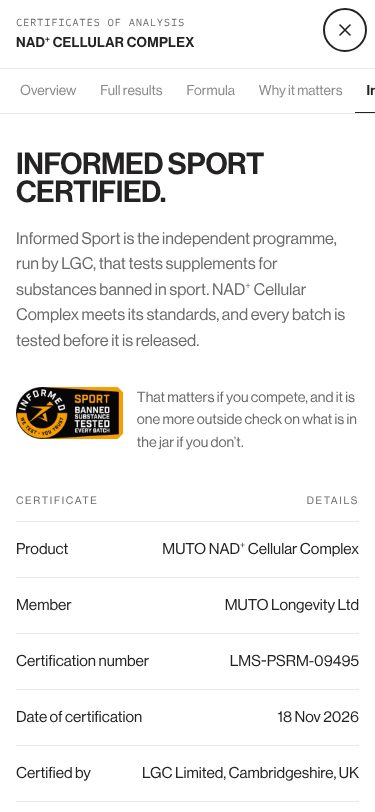 CERTIFICATES OF ANALYSIS
NAD⁺ CELLULAR COMPLEX
Overview Full results Formula Why it matters
INFORMED SPORT
CERTIFIED.
Informed Sport is the independent programme,
run by LGC, that tests supplements for
substances banned in sport. NAD⁺ Cellular
Complex meets its standards, and every batch is
tested before it is released.
INFORMED
WE TEST · YOU TRUST
SPORT
BANNED
SUBSTANCE
TESTED
EVERY BATCH
That matters if you compete, and it is
one more outside check on what is in
the jar if you don't.
CERTIFICATE DETAILS
Product MUTO NAD⁺ Cellular Complex
Member MUTO Longevity Ltd
Certification number LMS-PSRM-09495
Date of certification 18 Nov 2026
Certified by LGC Limited, Cambridgeshire, UK